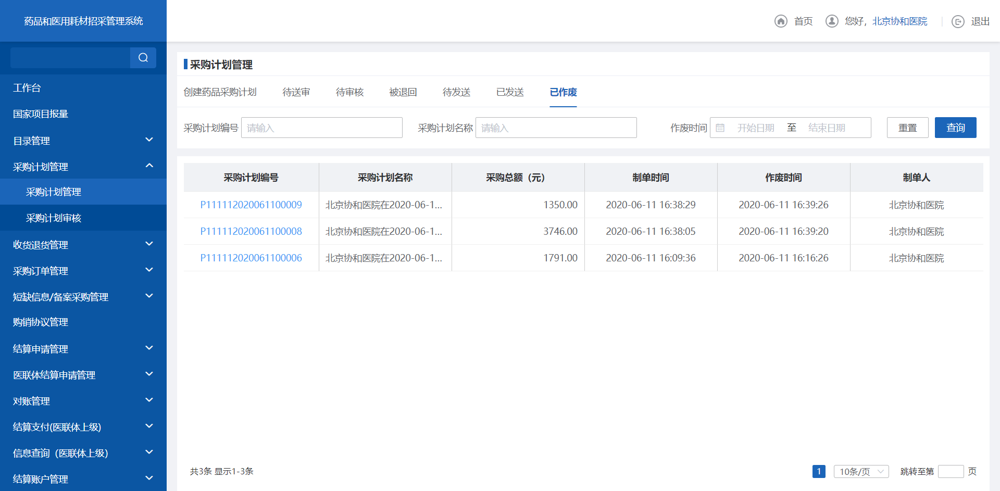 药品和医用耗材招采管理系统
首页 您好，北京协和医院 退出
工作台
国家项目报量
目录管理
采购计划管理
采购计划管理
采购计划审核
收货退货管理
采购订单管理
短缺信息/备案采购管理
购销协议管理
结算申请管理
医联体结算申请管理
对账管理
结算支付(医联体上级)
信息查询（医联体上级）
结算账户管理
采购计划管理
创建药品采购计划 待送审 待审核 被退回 待发送 已发送 已作废
采购计划编号 请输入 采购计划名称 请输入 作废时间 开始日期 至 结束日期 重置 查询
采购计划编号 采购计划名称 采购总额（元） 制单时间 作废时间 制单人
P111112020061100009 北京协和医院在2020-06-1... 1350.00 2020-06-11 16:38:29 2020-06-11 16:39:26 北京协和医院
P111112020061100008 北京协和医院在2020-06-1... 3746.00 2020-06-11 16:38:05 2020-06-11 16:39:20 北京协和医院
P111112020061100006 北京协和医院在2020-06-1... 1791.00 2020-06-11 16:09:36 2020-06-11 16:16:26 北京协和医院
共3条 显示1-3条 1 10条/页 跳转至第 页